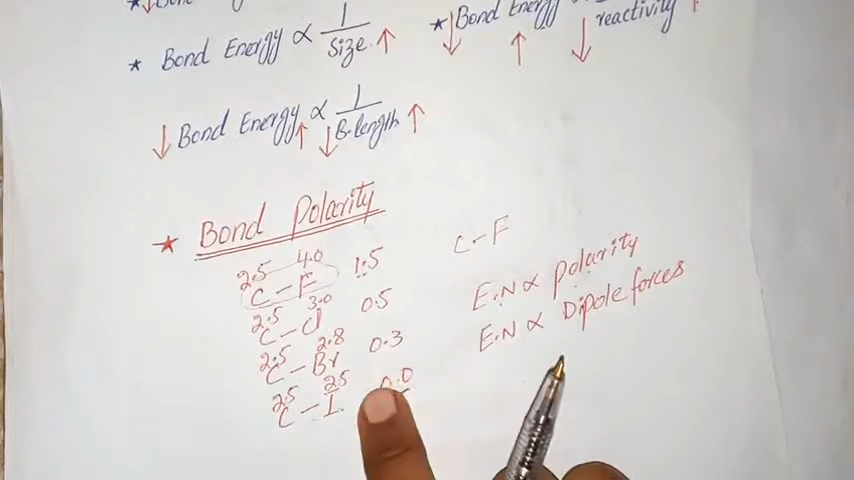 * Bond
* Bond Energy ∝ 1/Size ↑
*↓Bond Energy ↑ ∝ ↓ reactivity ↑
↓ Bond Energy↑ ∝ 1/↓B.length ↑
* Bond Polarity
2.5 4.0
C – F 1.5
2.5 3.0
C – Cl 0.5
2.5 2.8
C – Br 0.3
2.5 2.5
C – I 0.0
C–F
E.N ∝ polarity
E.N ∝ Dipole forces